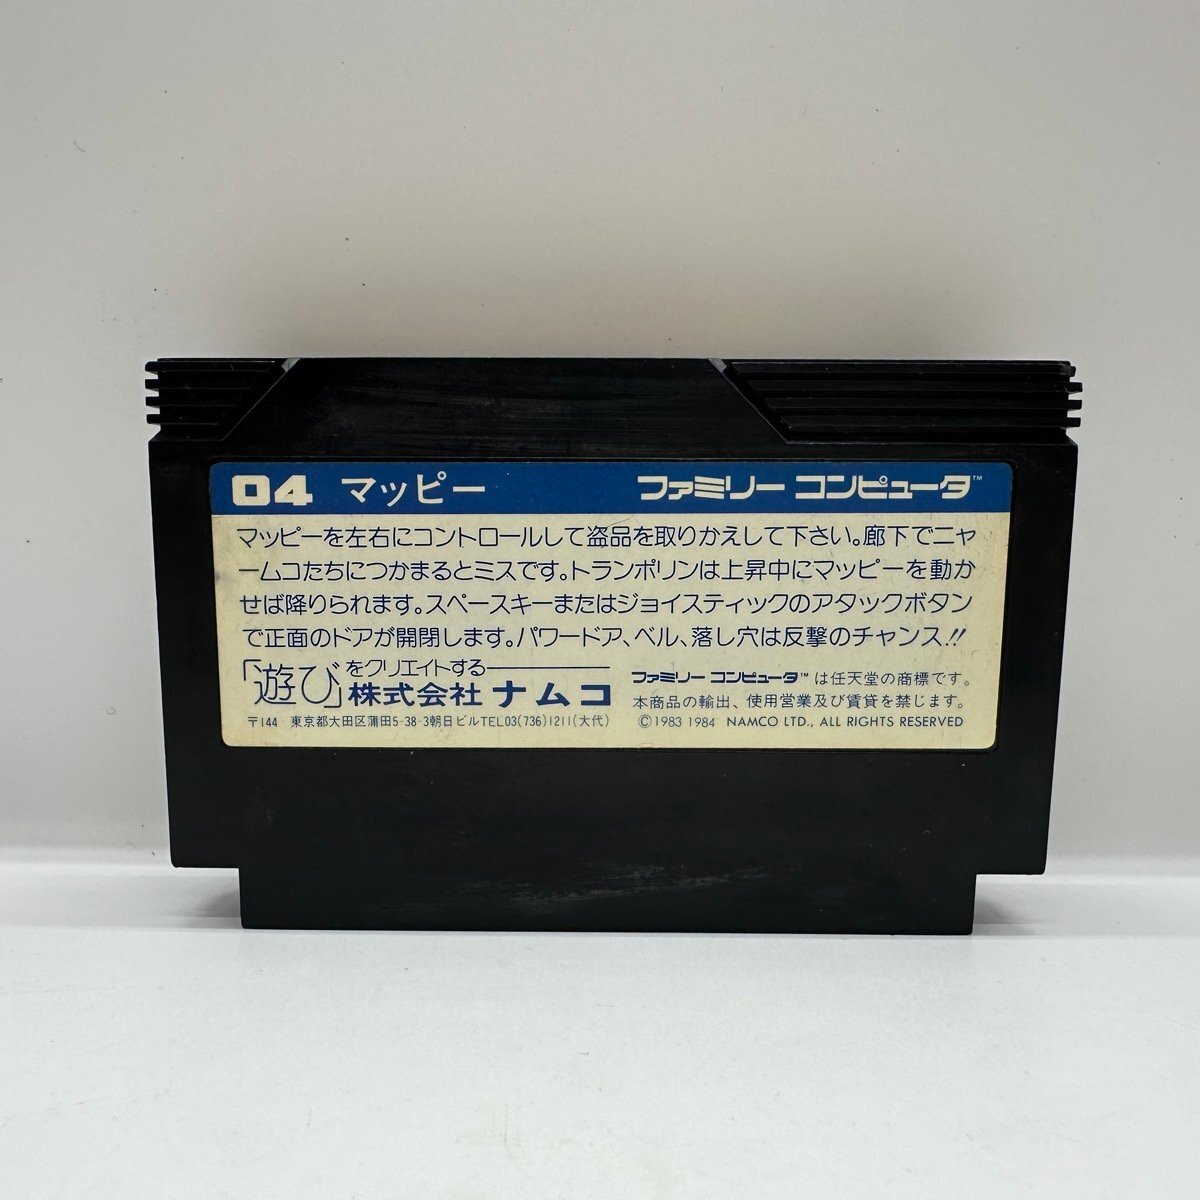 04 マッピー ファミリー コンピュータ™
マッピーを左右にコントロールして盗品を取りかえして下さい。廊下でニャ
ームコたちにつかまるとミスです。トランポリンは上昇中にマッピーを動か
せば降りられます。スペースキーまたはジョイスティックのアタックボタン
で正面のドアが開閉します。パワードア、ベル、落し穴は反撃のチャンス!!
「遊び」をクリエイトする
株式会社 ナムコ
〒144 東京都大田区蒲田5-38-3朝日ビルTEL03(736)1211(大代)
ファミリー コンピュータ™は任天堂の商標です。
本商品の輸出、使用営業及び賃貸を禁じます。
©1983 1984 NAMCO LTD., ALL RIGHTS RESERVED